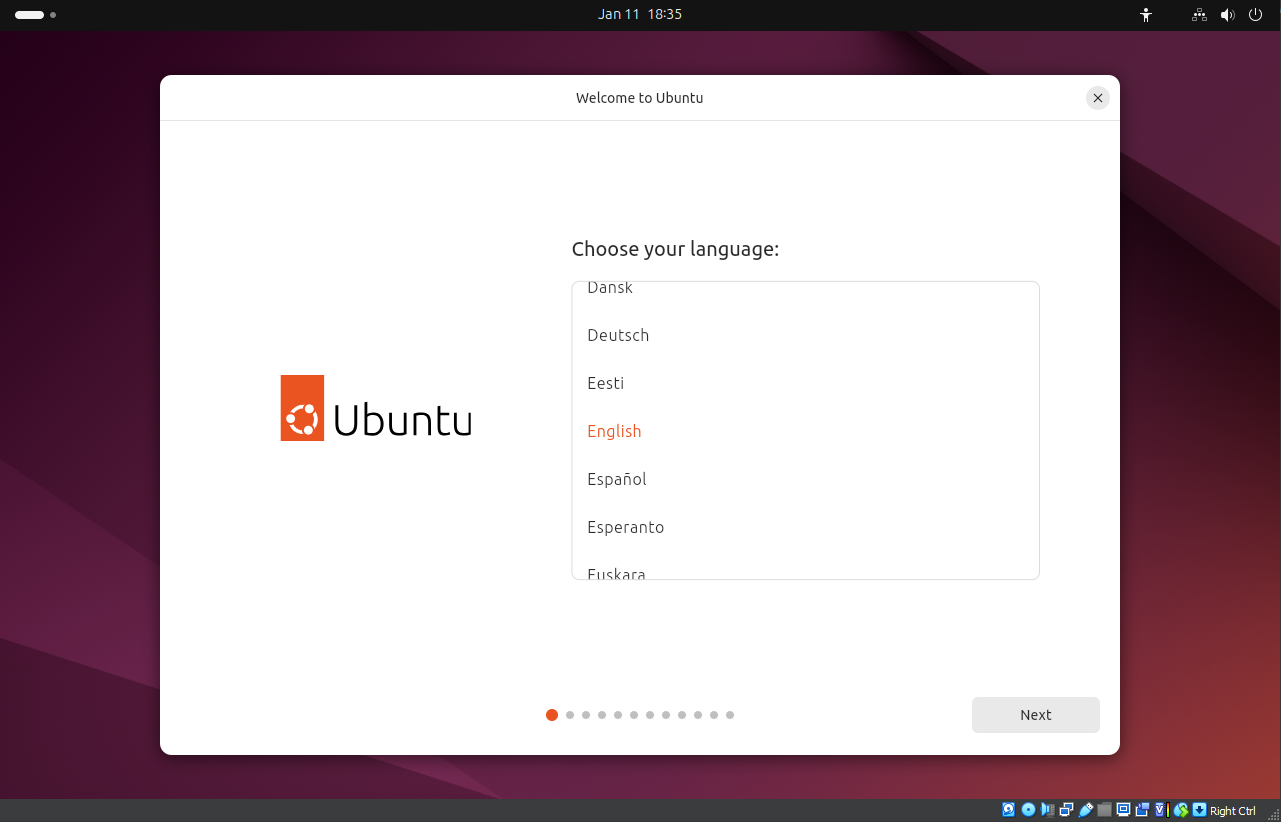 Jan 11 18:35
Welcome to Ubuntu
Choose your language:
Dansk
Deutsch
Eesti
English
Español
Esperanto
Euskara
Ubuntu
Next
Right Ctrl